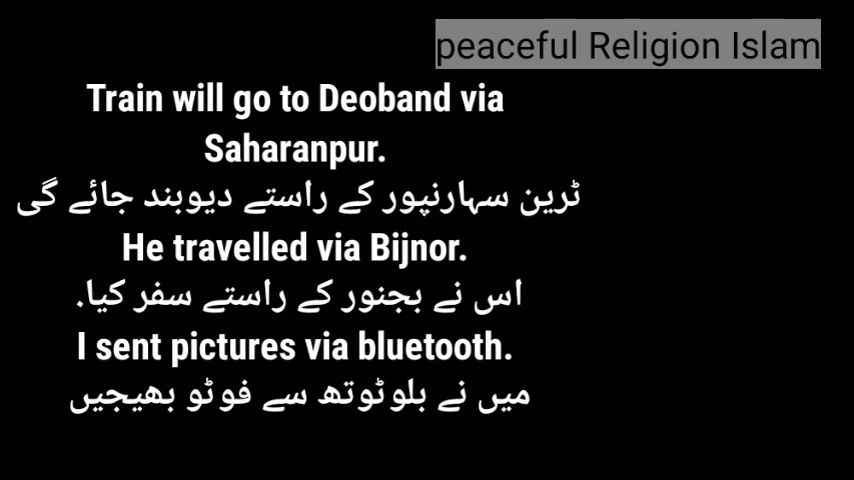 peaceful Religion Islam
Train will go to Deoband via
Saharanpur.
ٹرین سہارنپور کے راستے دیوبند جائے گی
He travelled via Bijnor.
اس نے بجنور کے راستے سفر کیا.
I sent pictures via bluetooth.
میں نے بلوٹوتھ سے فوٹو بھیجیں